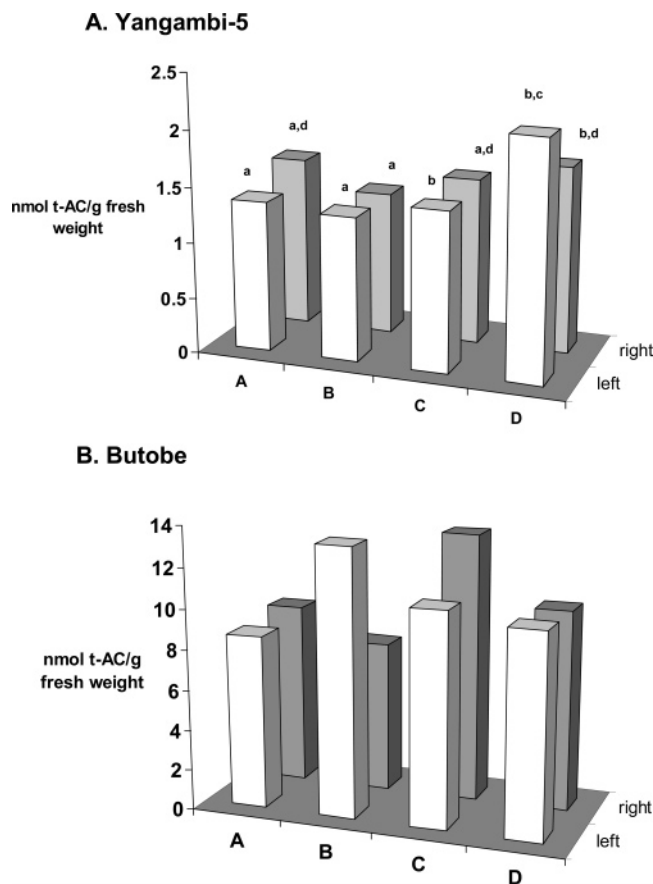 A. Yangambi-5
2.5
2
1.5
1
0.5
0
nmol t-AC/g fresh
weight
a
a,d
a
a
b
a,d
b,c
b,d
right
left
A
B
C
D
B. Butobe
14
12
10
8
6
4
2
0
nmol t-AC/g
fresh weight
right
left
A
B
C
D